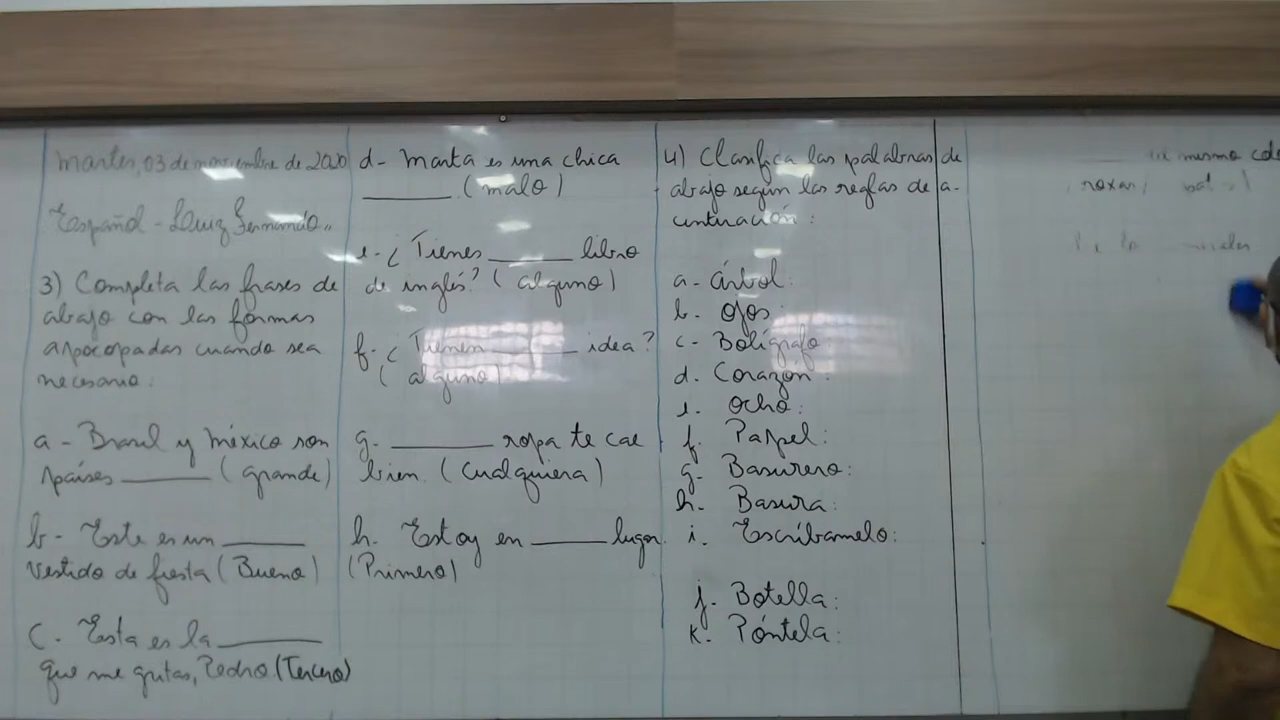 Martes, 03 de noviembre de 2020
Español - Luiz Fernando
3) Completa las frases de
abajo con las formas
apocopadas cuando sea
necesario:
a - Brasil y México son
países ______ (grande)
b - Este es un ______
vestido de fiesta (Bueno)
c - Esta es la ______
que me gritas, Pedro. (Tercero)
d - Marta es una chica
______. (malo)
e - ¿Tienes ______ libro
de inglés? (alguno)
f - ¿Tienen ______ idea?
(alguno)
g. ______ ropa te cae
bien. (Cualquiera)
h. Estoy en ______ lugar.
(Primero)
4) Clasifica las palabras de
abajo según las reglas de a-
centuación:
a - árbol:
b. ojos:
c - Bolígrafo:
d. Corazón:
e. Ocho:
f. Papel:
g. Basurero:
h. Basura:
i. Escríbamelo:
j. Botella:
k. Póntela:
mismo